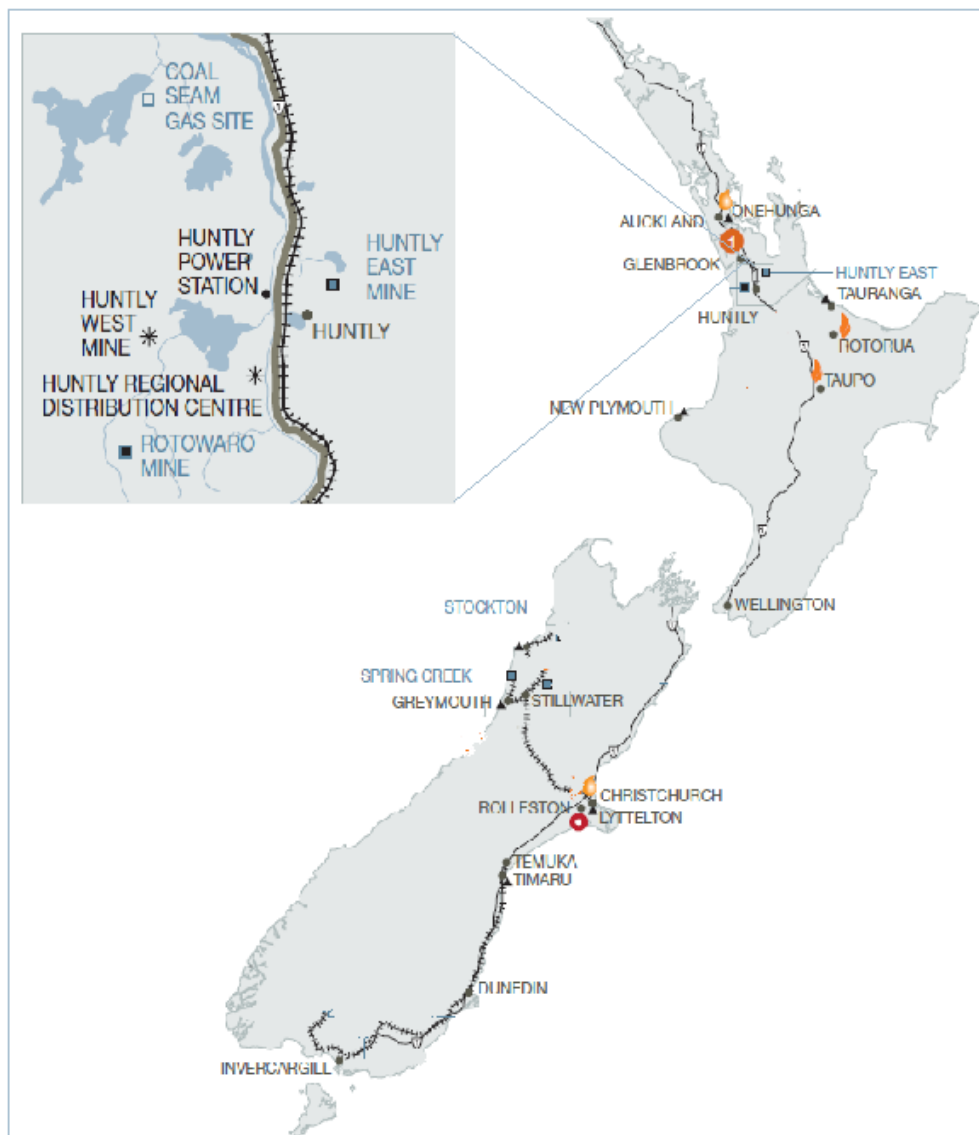 COAL
SEAM
GAS SITE
HUNTLY
POWER
STATION
HUNTLY
EAST
MINE
HUNTLY
WEST
MINE
HUNTLY
HUNTLY REGIONAL
DISTRIBUTION CENTRE
ROTOWARO
MINE
AUCKLAND
ONEHUNGA
GLENBROOK
HUNTLY EAST
TAURANGA
HUNTLY
ROTORUA
TAUPO
NEW PLYMOUTH
WELLINGTON
STOCKTON
SPRING CREEK
GREYMOUTH
STILLWATER
CHRISTCHURCH
ROLLESTON
LYTTELTON
TEMUKA
TIMARU
DUNEDIN
INVERCARGILL